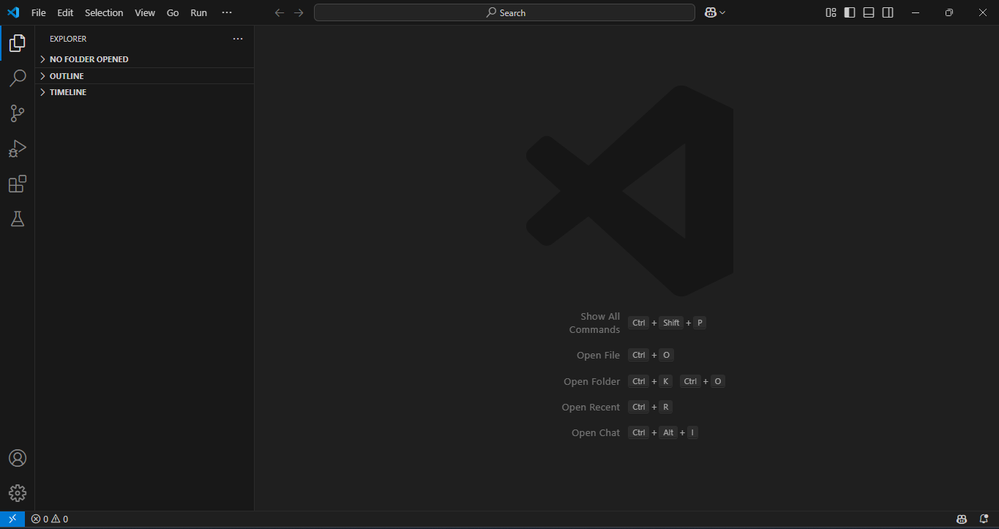 File Edit Selection View Go Run ···
Search
EXPLORER ···
NO FOLDER OPENED
OUTLINE
TIMELINE
Show All
Commands Ctrl + Shift + P
Open File Ctrl + O
Open Folder Ctrl + K Ctrl + O
Open Recent Ctrl + R
Open Chat Ctrl + Alt + I
0 0